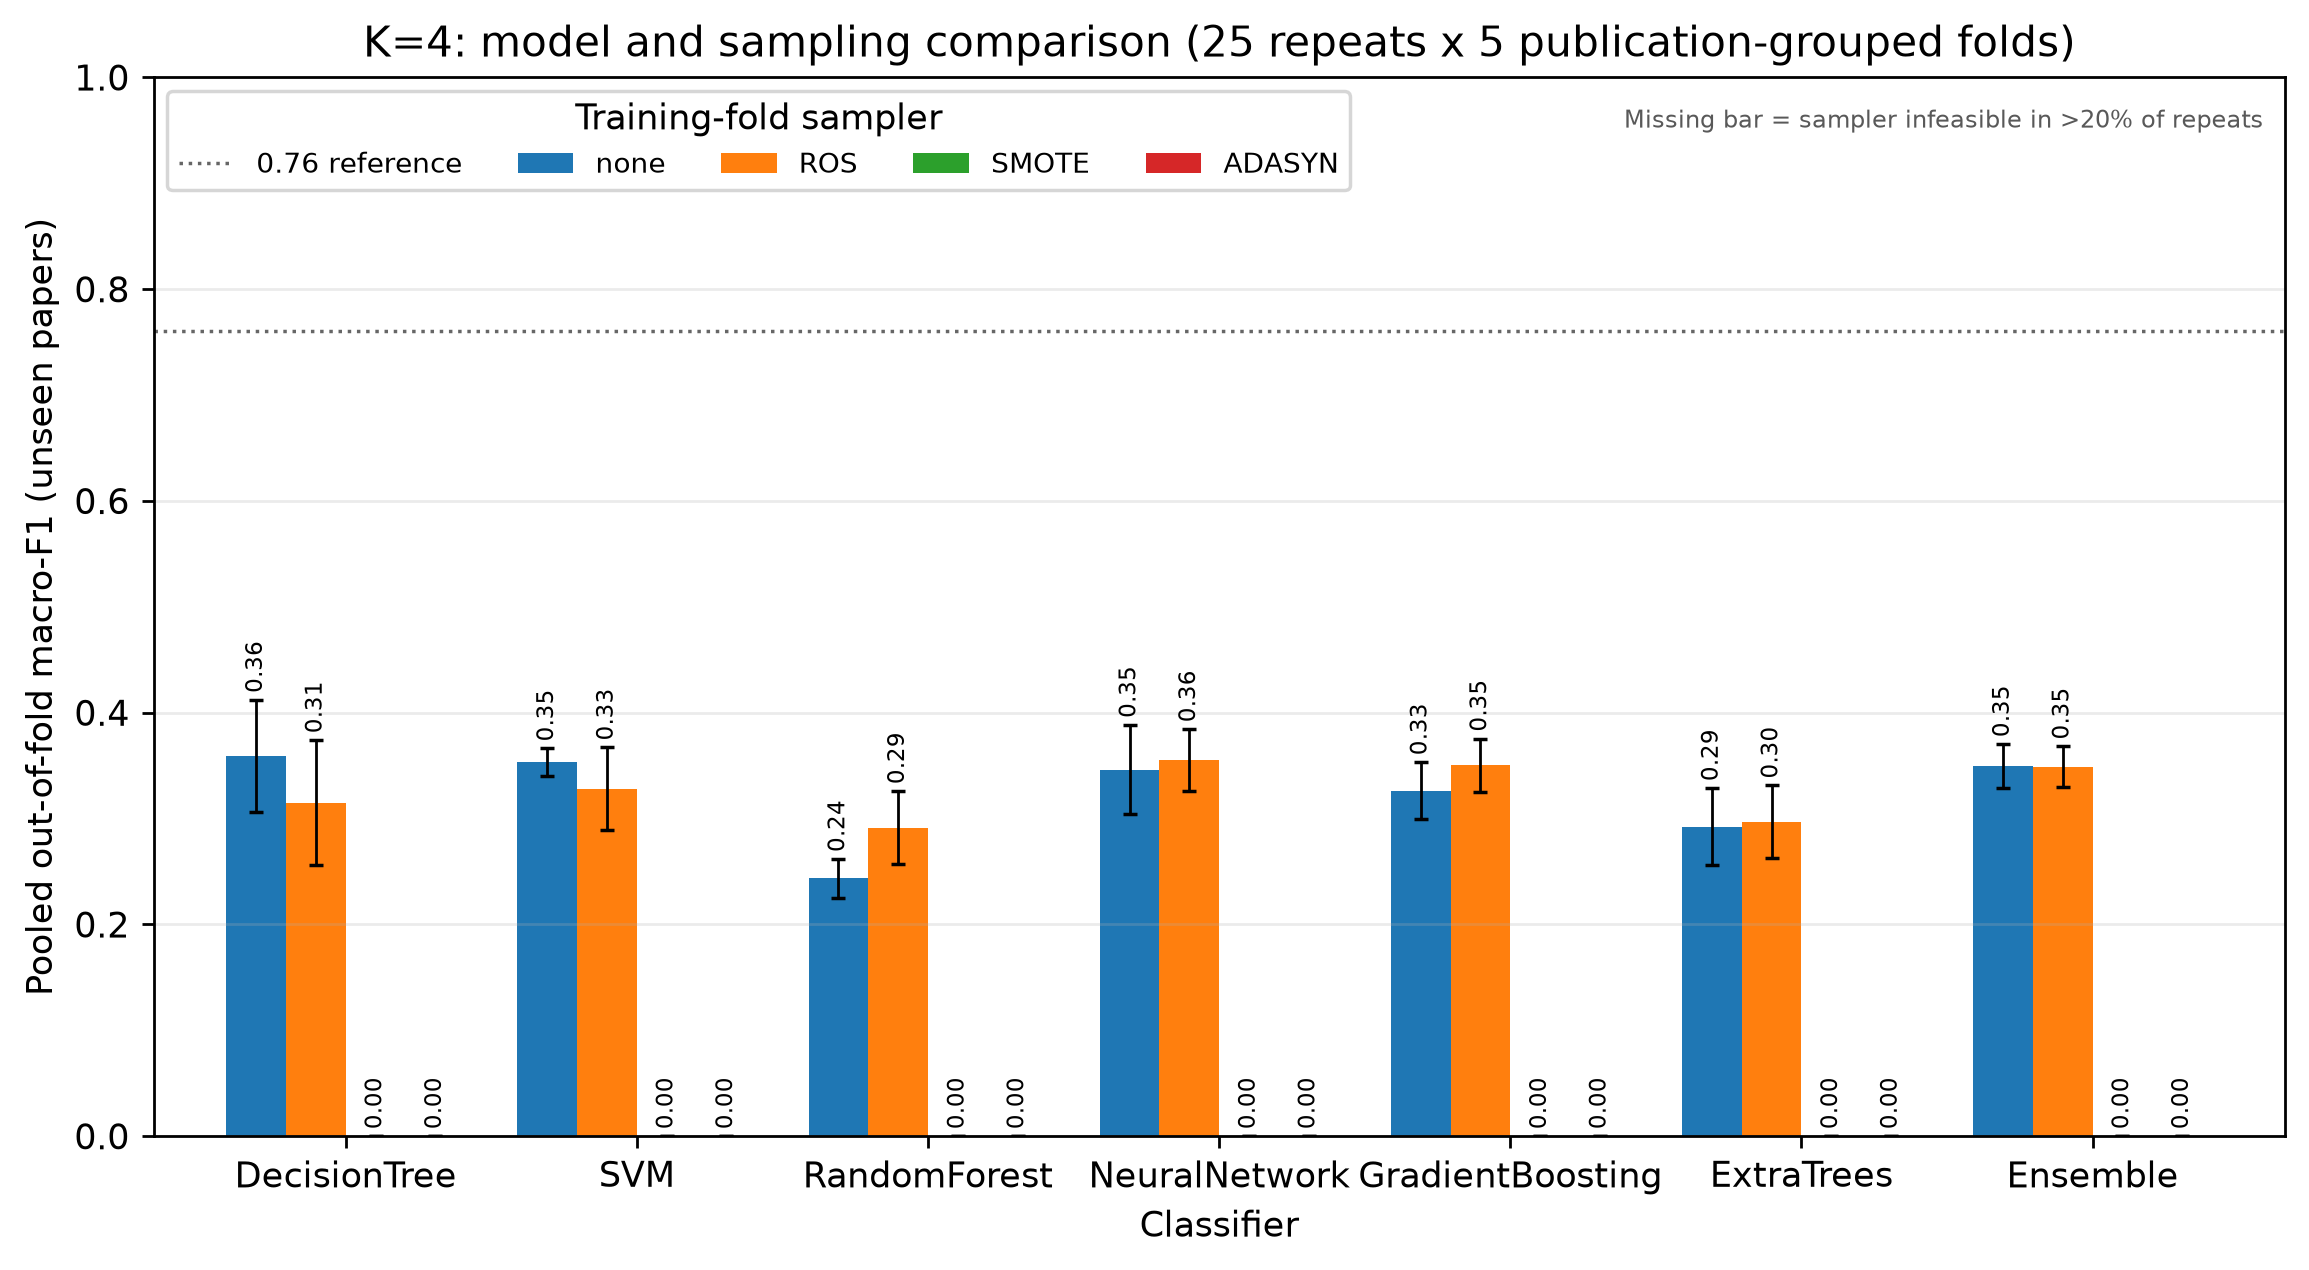 K=4: model and sampling comparison (25 repeats x 5 publication-grouped folds)
Training-fold sampler
0.76 reference none ROS SMOTE ADASYN
Missing bar = sampler infeasible in >20% of repeats
Pooled out-of-fold macro-F1 (unseen papers)
1.0
0.8
0.6
0.4
0.2
0.0
0.36 0.31 0.00 0.00
0.35 0.33 0.00 0.00
0.24 0.29 0.00 0.00
0.35 0.36 0.00 0.00
0.33 0.35 0.00 0.00
0.29 0.30 0.00 0.00
0.35 0.35 0.00 0.00
DecisionTree SVM RandomForest NeuralNetwork GradientBoosting ExtraTrees Ensemble
Classifier